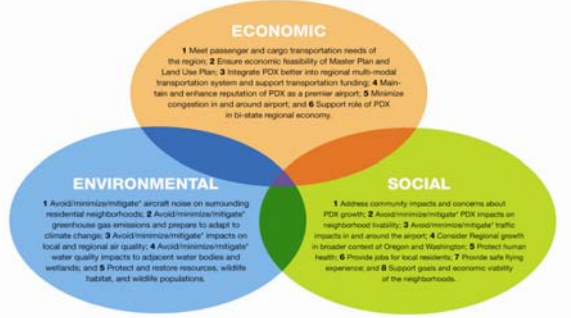 ECONOMIC
1 Meet passenger and cargo transportation needs of
the region; 2 Ensure economic feasibility of Master Plan and
Land Use Plan; 3 Integrate PDX better into regional multi-modal
transportation system and support transportation funding; 4 Main-
tain and enhance reputation of PDX as a premier airport; 5 Minimize
congestion in and around airport; and 6 Support role of PDX
in bi-state regional economy.
ENVIRONMENTAL
1 Avoid/minimize/mitigate* aircraft noise on surrounding
residential neighborhoods; 2 Avoid/minimize/mitigate*
greenhouse gas emissions and prepare to adapt to
climate change; 3 Avoid/minimize/mitigate* impacts on
local and regional air quality; 4 Avoid/minimize/mitigate*
water quality impacts to adjacent water bodies and
wetlands; and 5 Protect and restore resources, wildlife
habitat, and wildlife populations.
SOCIAL
1 Address community impacts and concerns about
PDX growth; 2 Avoid/minimize/mitigate* PDX impacts on
neighborhood livability; 3 Avoid/minimize/mitigate* traffic
impacts in and around the airport; 4 Consider Regional growth
in broader context of Oregon and Washington; 5 Protect human
health; 6 Provide jobs for local residents; 7 Provide safe flying
experience; and 8 Support goals and economic viability
of the neighborhoods.